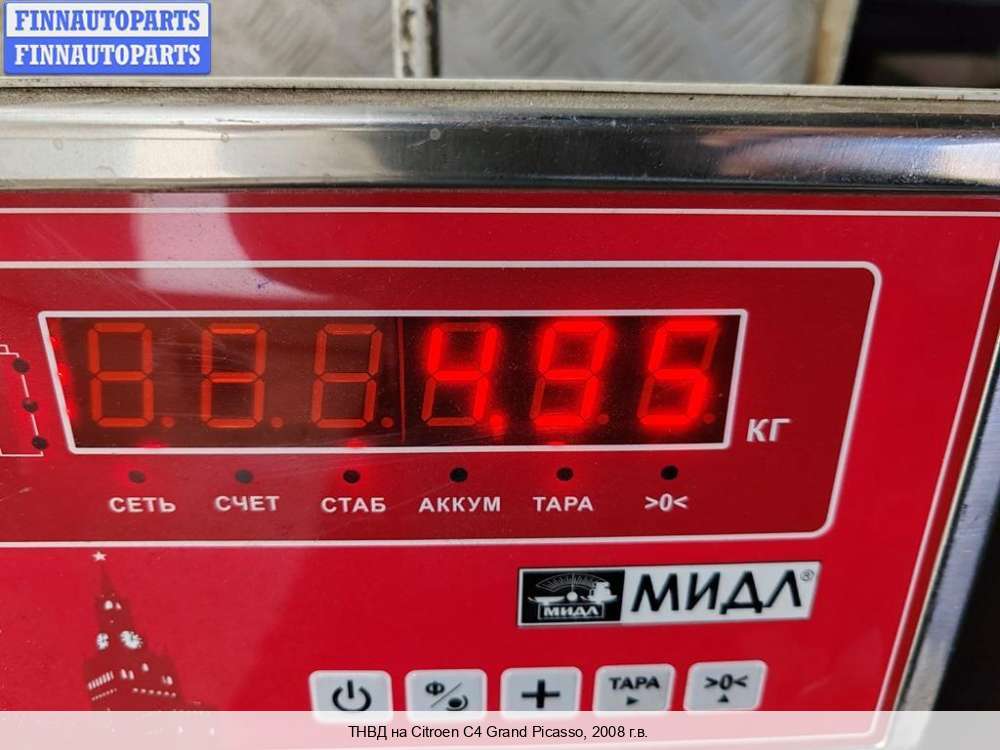 FINNAUTOPARTS
FINNAUTOPARTS
4.95
КГ
СЕТЬ СЧЕТ СТАБ АККУМ ТАРА >0<
МИДЛ МИДЛ®
Ф + ТАРА >0<
ТНВД на Citroen C4 Grand Picasso, 2008 г.в.